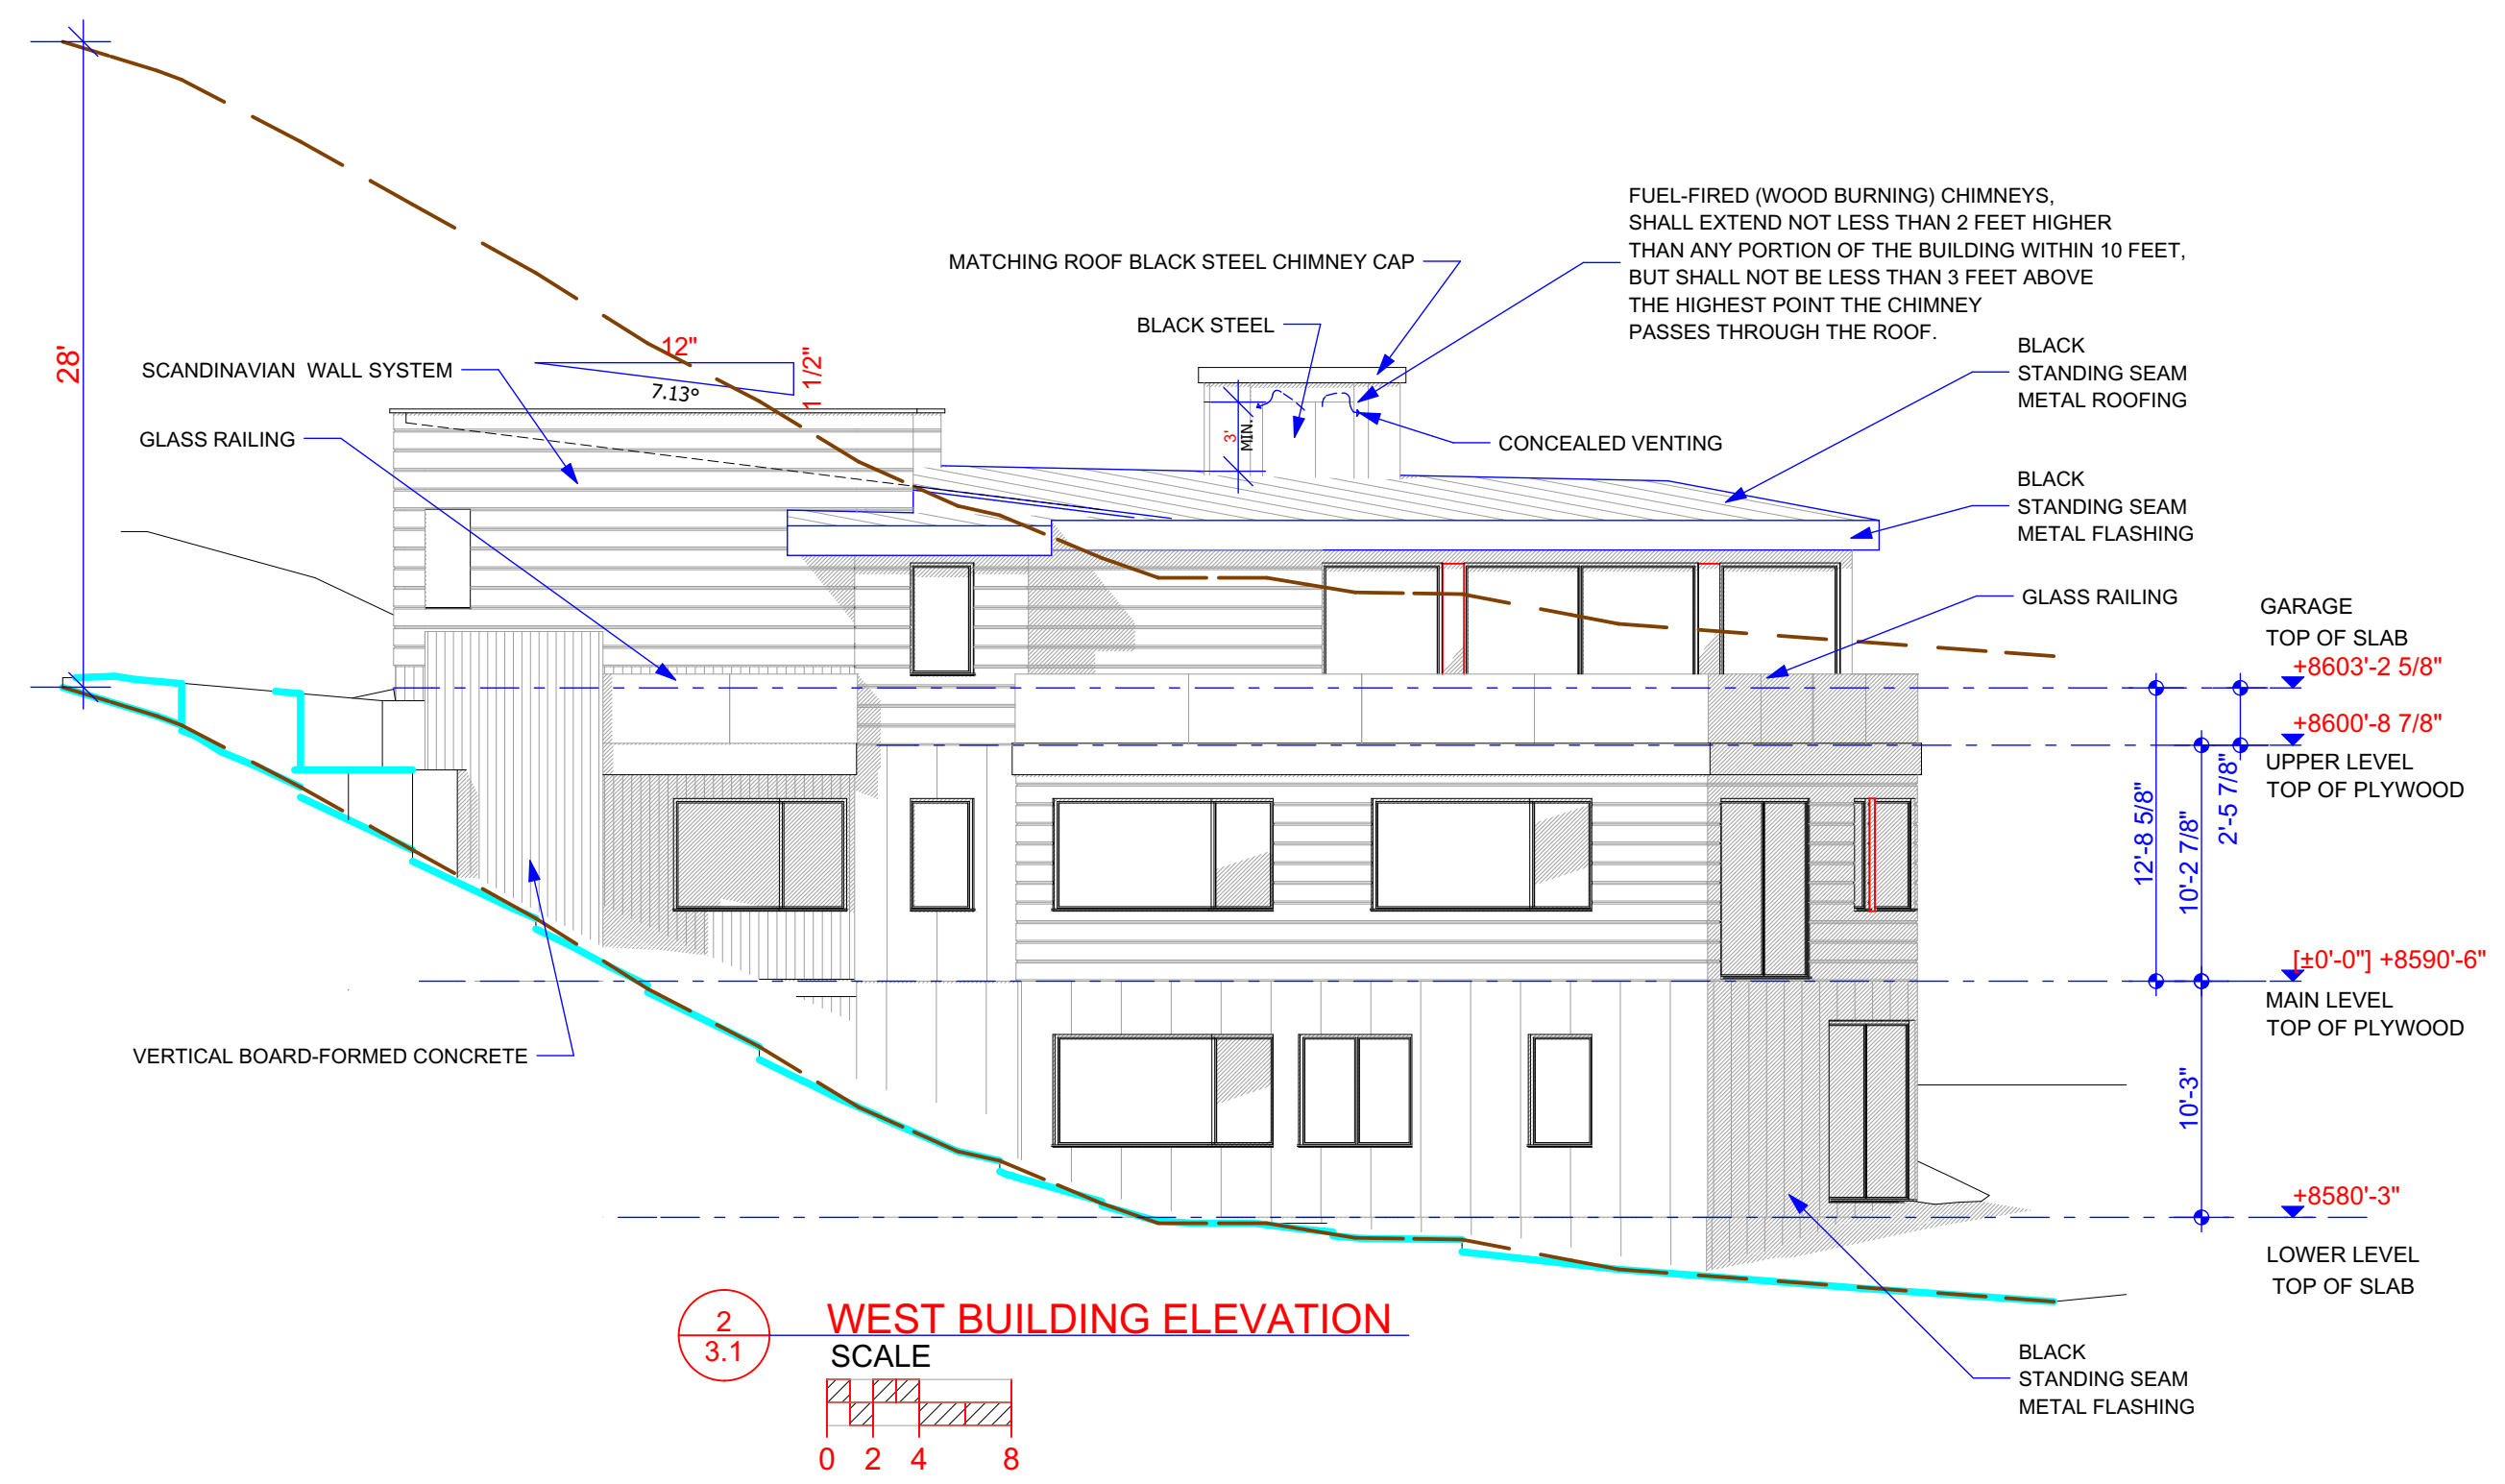 28'
FUEL-FIRED (WOOD BURNING) CHIMNEYS,
SHALL EXTEND NOT LESS THAN 2 FEET HIGHER
THAN ANY PORTION OF THE BUILDING WITHIN 10 FEET,
BUT SHALL NOT BE LESS THAN 3 FEET ABOVE
THE HIGHEST POINT THE CHIMNEY
PASSES THROUGH THE ROOF.
MATCHING ROOF BLACK STEEL CHIMNEY CAP
BLACK STEEL
12"
1 1/2"
7.13°
SCANDINAVIAN WALL SYSTEM
GLASS RAILING
3'
MIN.
CONCEALED VENTING
BLACK
STANDING SEAM
METAL ROOFING
BLACK
STANDING SEAM
METAL FLASHING
GLASS RAILING
GARAGE
TOP OF SLAB
+8603'-2 5/8"
+8600'-8 7/8"
UPPER LEVEL
TOP OF PLYWOOD
12'-8 5/8"
10'-2 7/8"
2'-5 7/8"
[±0'-0"] +8590'-6"
MAIN LEVEL
TOP OF PLYWOOD
VERTICAL BOARD-FORMED CONCRETE
10'-3"
+8580'-3"
LOWER LEVEL
TOP OF SLAB
BLACK
STANDING SEAM
METAL FLASHING
2
3.1
WEST BUILDING ELEVATION
SCALE
0 2 4 8